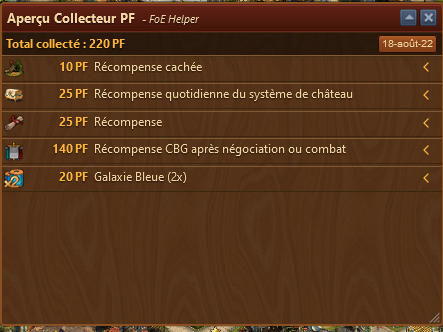 Aperçu Collecteur PF - FoE Helper
Total collecté : 220 PF 18-août-22
10 PF Récompense cachée
25 PF Récompense quotidienne du système de château
25 PF Récompense
140 PF Récompense CBG après négociation ou combat
20 PF Galaxie Bleue (2x)